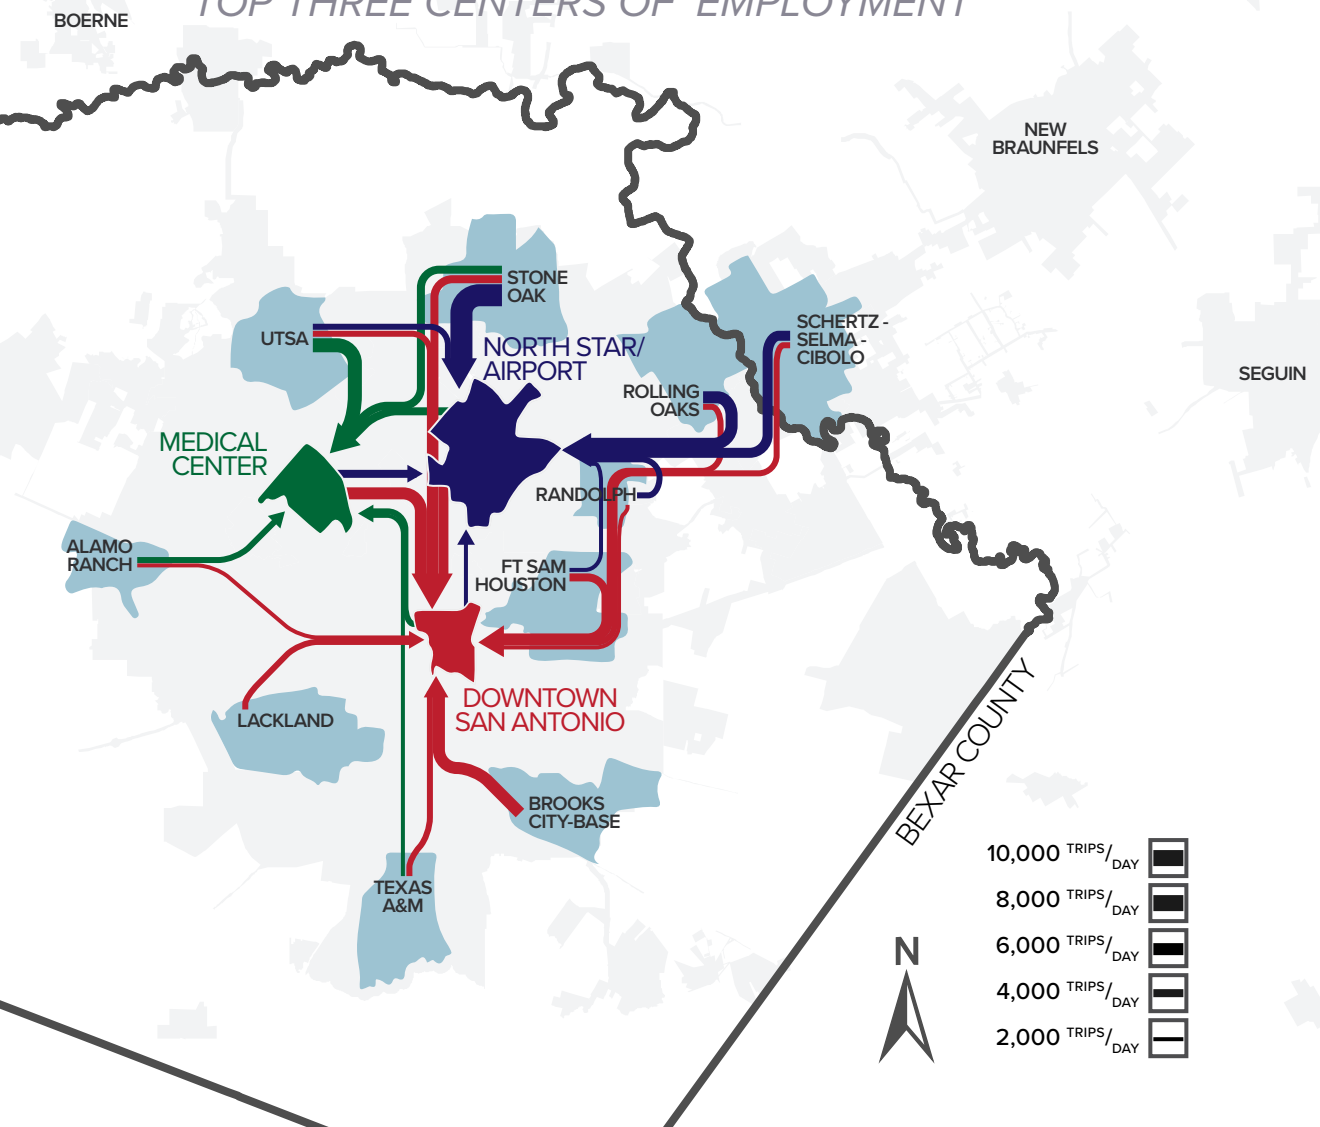 TOP THREE CENTERS OF EMPLOYMENT
BOERNE
NEW
BRAUNFELS
STONE
OAK
UTSA
NORTH STAR/
AIRPORT
SCHERTZ -
SELMA -
CIBOLO
SEGUIN
ROLLING
OAKS
MEDICAL
CENTER
RANDOLPH
ALAMO
RANCH
FT SAM
HOUSTON
DOWNTOWN
SAN ANTONIO
LACKLAND
BEXAR COUNTY
BROOKS
CITY-BASE
TEXAS
A&M
N
10,000 TRIPS/DAY
8,000 TRIPS/DAY
6,000 TRIPS/DAY
4,000 TRIPS/DAY
2,000 TRIPS/DAY